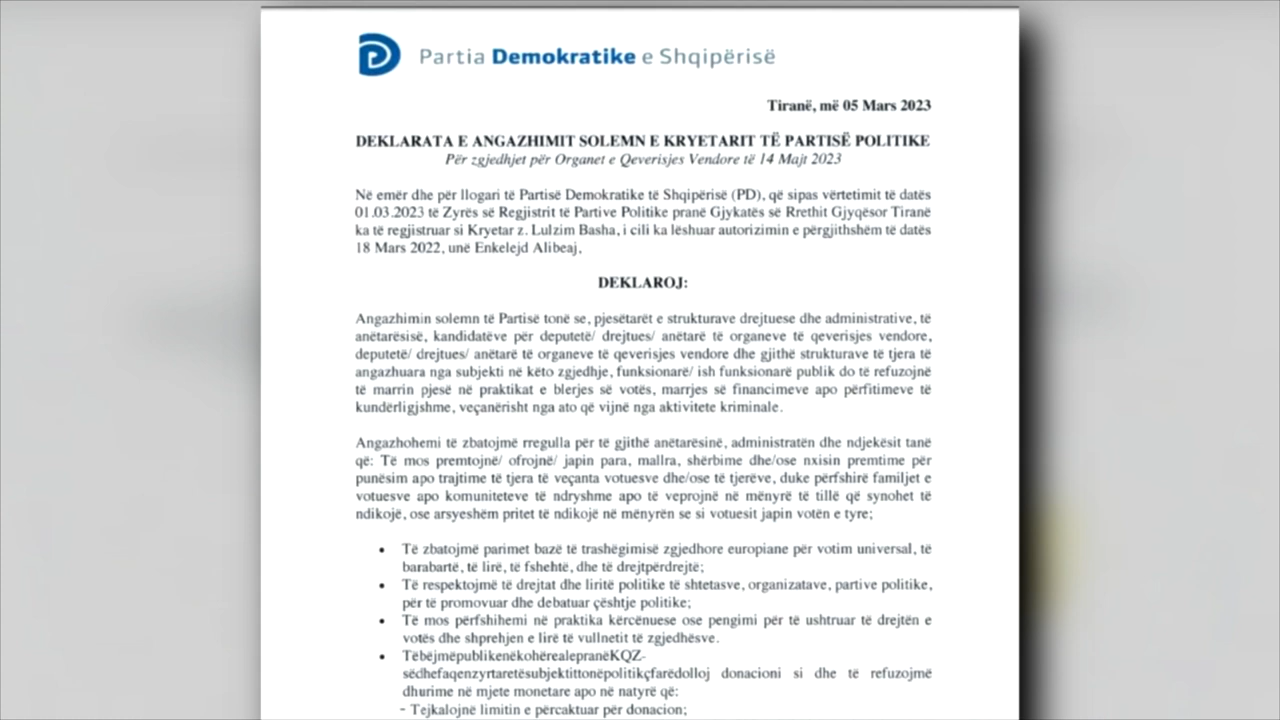 Partia Demokratike e Shqipërisë
Tiranë, më 05 Mars 2023
DEKLARATA E ANGAZHIMIT SOLEMN E KRYETARIT TË PARTISË POLITIKE
Për zgjedhjet për Organet e Qeverisjes Vendore të 14 Majt 2023
Në emër dhe për llogari të Partisë Demokratike të Shqipërisë (PD), që sipas vërtetimit të datës
01.03.2023 të Zyrës së Regjistrit të Partive Politike pranë Gjykatës së Rrethit Gjyqësor Tiranë
ka të regjistruar si Kryetar z. Lulzim Basha, i cili ka lëshuar autorizimin e përgjithshëm të datës
18 Mars 2022, unë Enkelejd Alibeaj,
DEKLAROJ:
Angazhimin solemn të Partisë tonë se, pjesëtarët e strukturave drejtuese dhe administrative, të
anëtarësisë, kandidatëve për deputetë/ drejtues/ anëtarë të organeve të qeverisjes vendore,
deputetë/ drejtues/ anëtarë të organeve të qeverisjes vendore dhe gjithë strukturave të tjera të
angazhuara nga subjekti në këto zgjedhje, funksionarë/ ish funksionarë publik do të refuzojnë
të marrin pjesë në praktikat e blerjes së votës, marrjes së financimeve apo përfitimeve të
kundërligjshme, veçanërisht nga ato që vijnë nga aktivitete kriminale.
Angazhohemi të zbatojmë rregulla për të gjithë anëtarësinë, administratën dhe ndjekësit tanë
që: Të mos premtojnë/ ofrojnë/ japin para, mallra, shërbime dhe/ose nxisin premtime për
punësim apo trajtime të tjera të veçanta votuesve dhe/ose të tjerëve, duke përfshirë familjet e
votuesve apo komuniteteve të ndryshme apo të veprojnë në mënyrë të tillë që synohet të
ndikojë, ose arsyeshëm pritet të ndikojë në mënyrën se si votuesit japin votën e tyre;
• Të zbatojmë parimet bazë të trashëgimisë zgjedhore europiane për votim universal, të
barabartë, të lirë, të fshehtë, dhe të drejtpërdrejtë;
• Të respektojmë të drejtat dhe liritë politike të shtetasve, organizatave, partive politike,
për të promovuar dhe debatuar çështje politike;
• Të mos përfshihemi në praktika kërcënuese ose pengimi për të ushtruar të drejtën e
votës dhe shprehjen e lirë të vullnetit të zgjedhësve.
• TëbëjmëpublikenëkohërealepranëKQZ-
sëdhefaqenzyrtaretësubjektittonëpolitikçfarëdolloj donacioni si dhe të refuzojmë
dhurime në mjete monetare apo në natyrë që:
- Tejkalojnë limitin e përcaktuar për donacion;